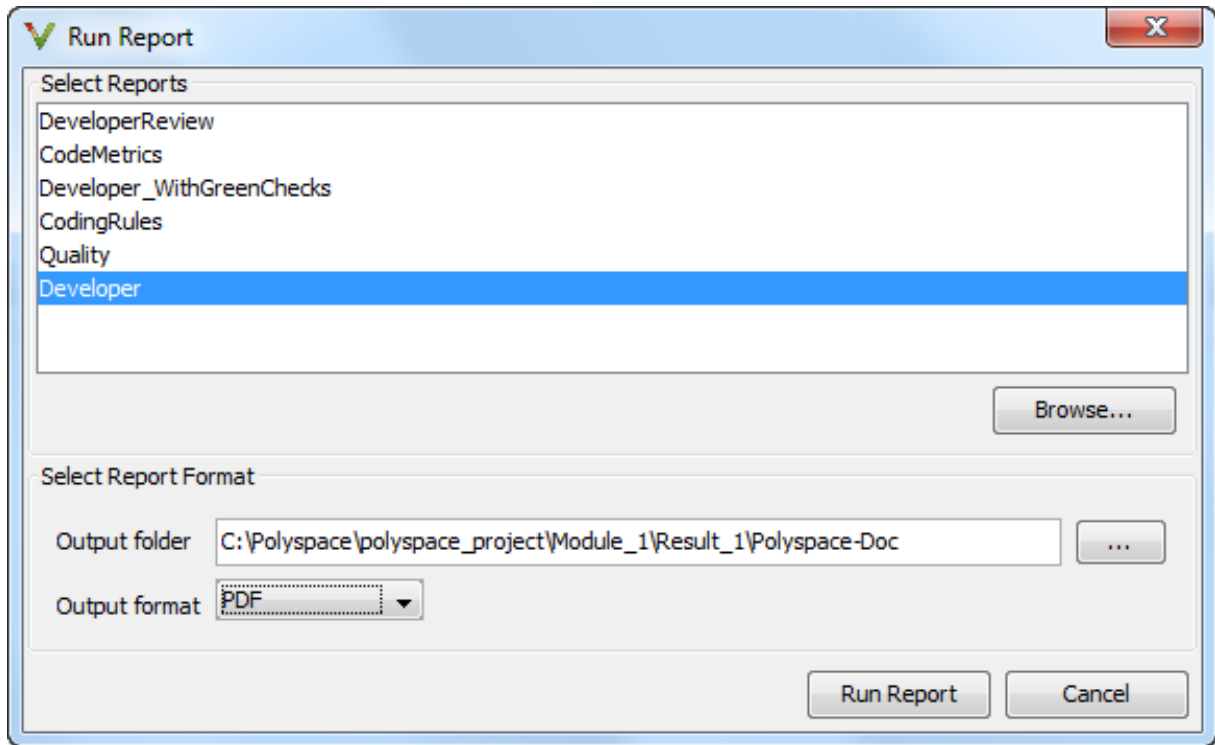 Run Report
Select Reports
DeveloperReview
CodeMetrics
Developer_WithGreenChecks
CodingRules
Quality
Developer
Browse...
Select Report Format
Output folder C:\Polyspace\polyspace_project\Module_1\Result_1\Polyspace-Doc ...
Output format PDF
Run Report Cancel